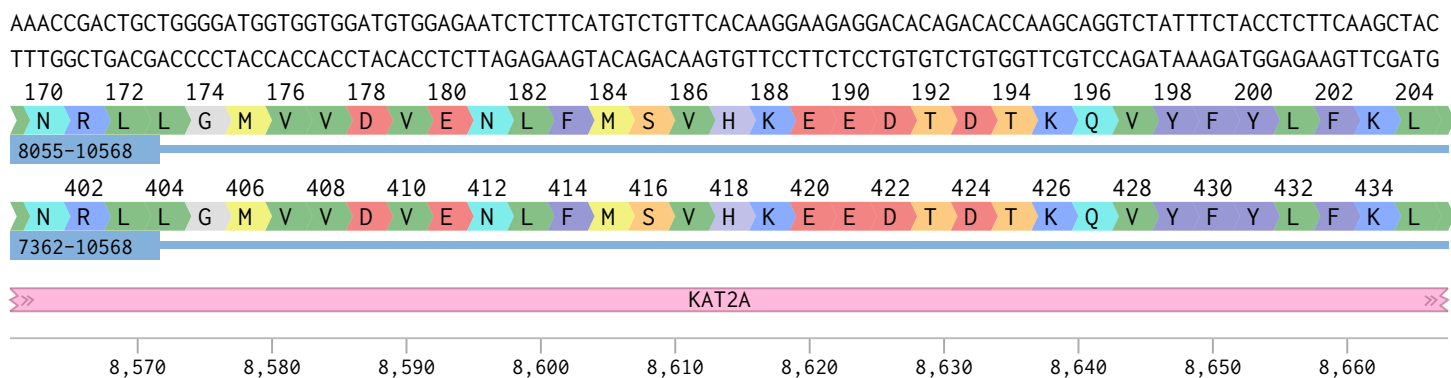 AAACCGACTGCTGGGGATGGTGGTGGATGTGGAGAATCTCTTCATGTCTGTTCACAAGGAAGAGGACACAGACACCAAGCAGGTCTATTTCTACCTCTTCAAGCTAC
TTTGGCTGACGACCCCTACCACCACCTACACCTCTTAGAGAAGTACAGACAAGTGTTCCTTCTCCTGTGTCTGTGGTTCGTCCAGATAAAGATGGAGAAGTTCGATG
170 172 174 176 178 180 182 184 186 188 190 192 194 196 198 200 202 204
N R L L G M V V D V E N L F M S V H K E E D T D T K Q V Y F Y L F K L
8055-10568
402 404 406 408 410 412 414 416 418 420 422 424 426 428 430 432 434
N R L L G M V V D V E N L F M S V H K E E D T D T K Q V Y F Y L F K L
7362-10568
KAT2A
8,570 8,580 8,590 8,600 8,610 8,620 8,630 8,640 8,650 8,660